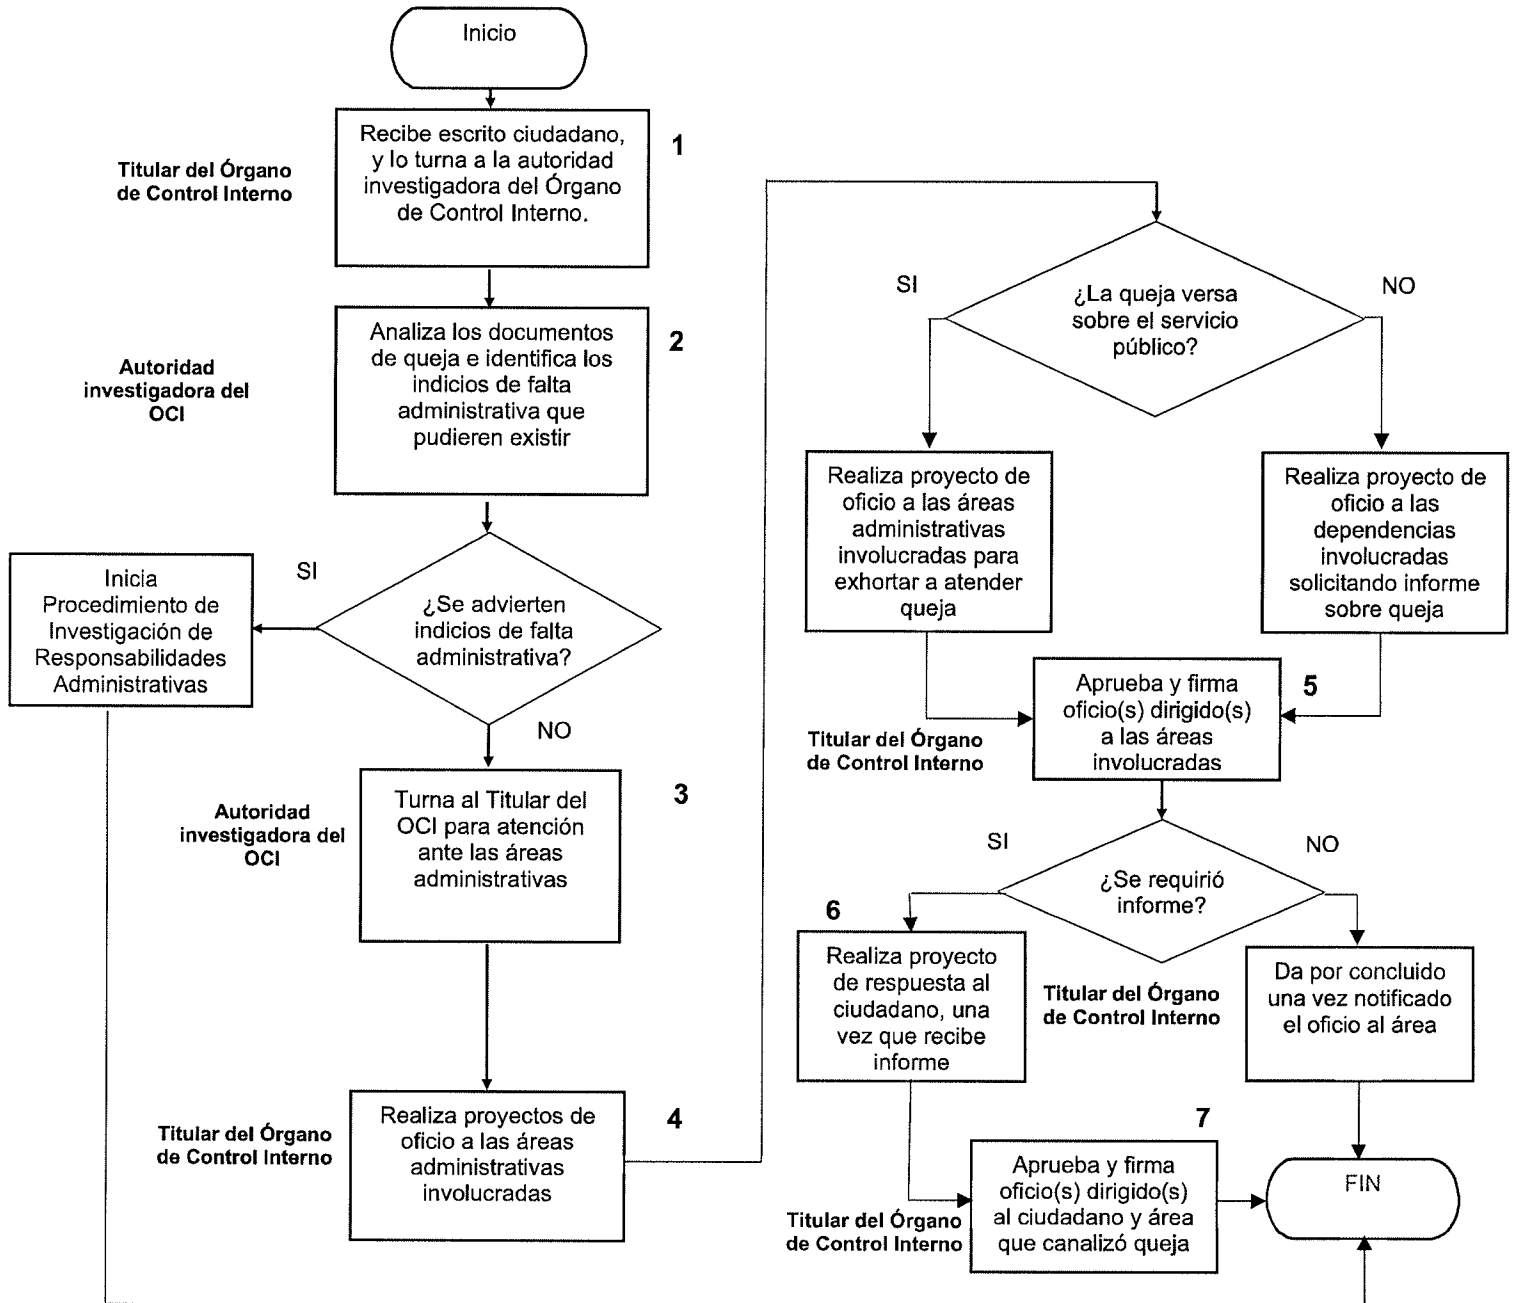 Inicio
Titular del Órgano
de Control Interno
Recibe escrito ciudadano,
y lo turna a la autoridad
investigadora del Órgano
de Control Interno.
1
Autoridad
investigadora del
OCI
Analiza los documentos
de queja e identifica los
indicios de falta
administrativa que
pudieren existir
2
¿Se advierten
indicios de falta
administrativa?
SI
Inicia
Procedimiento de
Investigación de
Responsabilidades
Administrativas
NO
Autoridad
investigadora del
OCI
Turna al Titular del
OCI para atención
ante las áreas
administrativas
3
Titular del Órgano
de Control Interno
Realiza proyectos de
oficio a las áreas
administrativas
involucradas
4
¿La queja versa
sobre el servicio
público?
SI
NO
Realiza proyecto de
oficio a las áreas
administrativas
involucradas para
exhortar a atender
queja
Realiza proyecto de
oficio a las
dependencias
involucradas
solicitando informe
sobre queja
Titular del Órgano
de Control Interno
Aprueba y firma
oficio(s) dirigido(s)
a las áreas
involucradas
5
¿Se requirió
informe?
SI
NO
6
Realiza proyecto
de respuesta al
ciudadano, una
vez que recibe
informe
Titular del Órgano
de Control Interno
Da por concluido
una vez notificado
el oficio al área
7
Titular del Órgano
de Control Interno
Aprueba y firma
oficio(s) dirigido(s)
al ciudadano y área
que canalizó queja
FIN